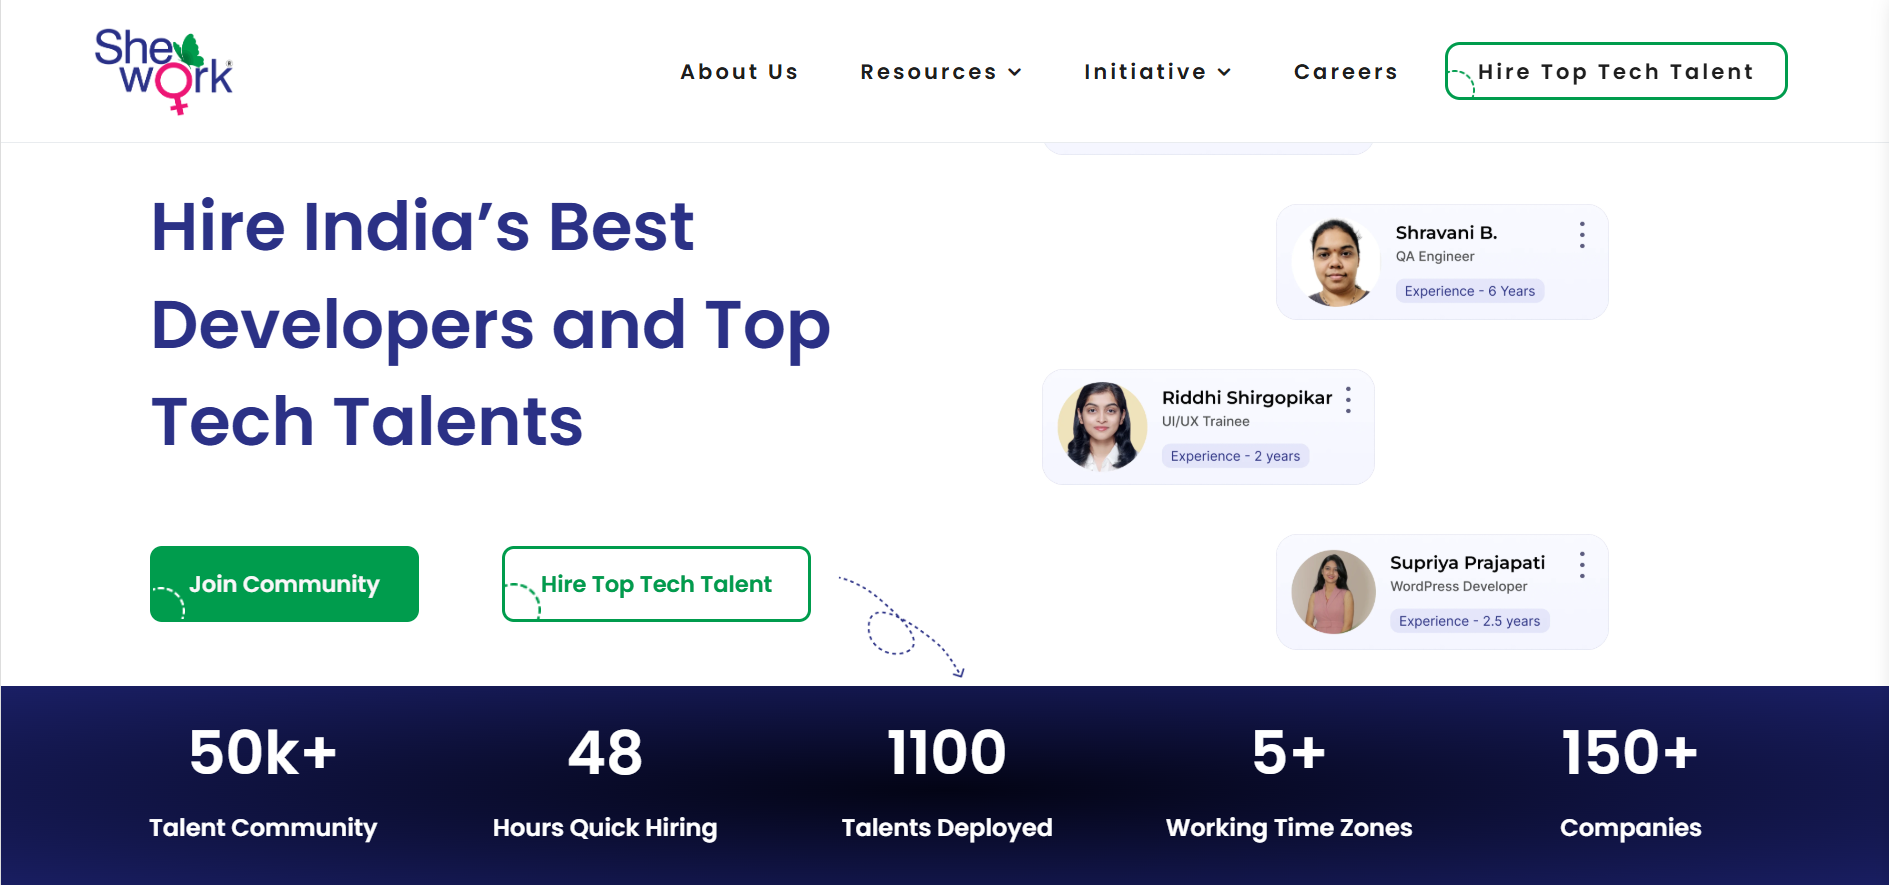 She
work®
About Us
Resources
Initiative
Careers
Hire Top Tech Talent
Hire India’s Best
Developers and Top
Tech Talents
Join Community
Hire Top Tech Talent
Shravani B.
QA Engineer
Experience - 6 Years
Riddhi Shirgopikar
UI/UX Trainee
Experience - 2 years
Supriya Prajapati
WordPress Developer
Experience - 2.5 years
50k+
Talent Community
48
Hours Quick Hiring
1100
Talents Deployed
5+
Working Time Zones
150+
Companies